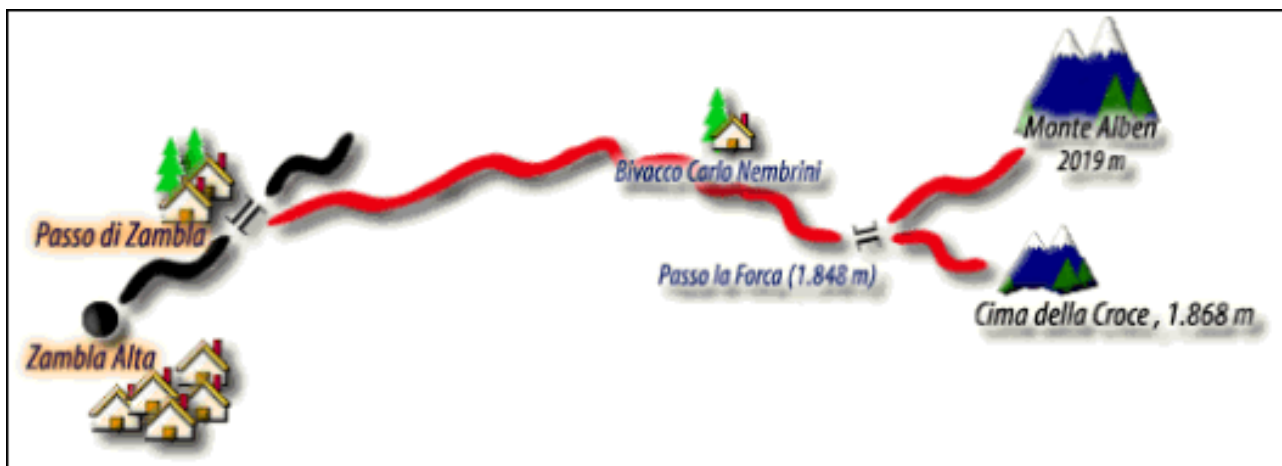 Monte Alben
2019 m
Bivacco Carlo Nembrini
Passo di Zambla
Passo la Forca (1.848 m)
Cima della Croce , 1.868 m
Zambla Alta